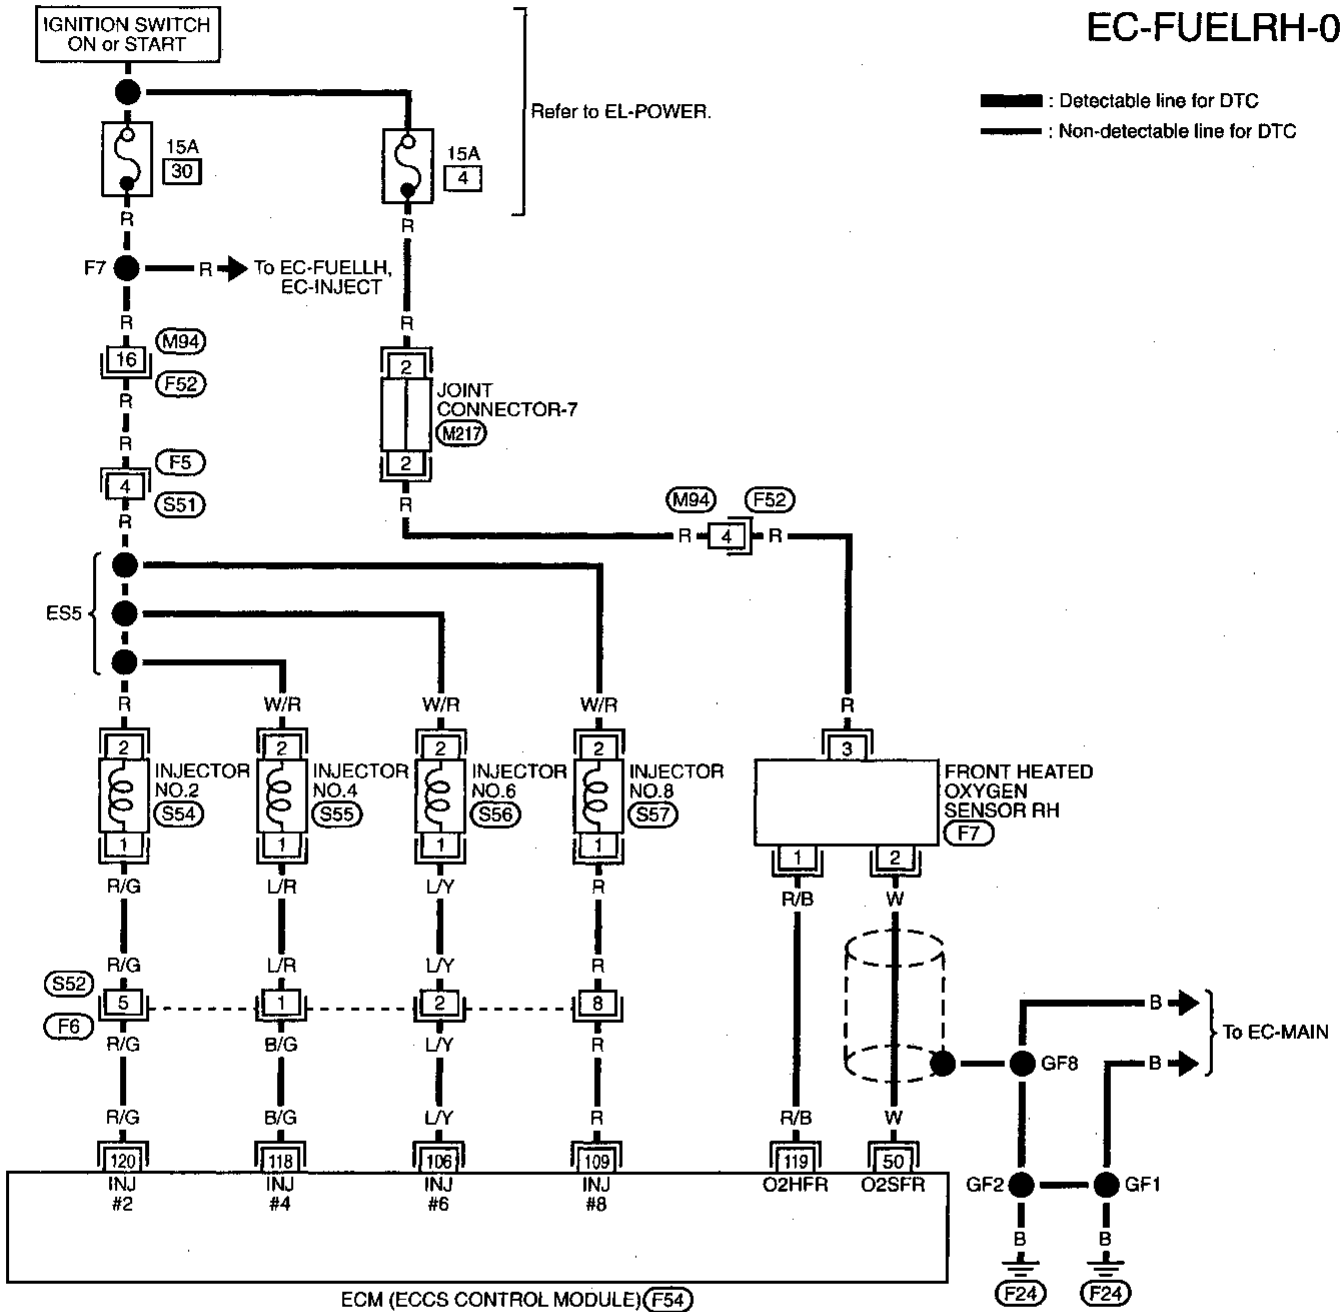 EC-FUELRH-0
IGNITION SWITCH
ON or START
Refer to EL-POWER.
: Detectable line for DTC
: Non-detectable line for DTC
15A
30
15A
4
R
R
F7
R
To EC-FUELLH,
EC-INJECT
R
R
16
M94
F52
2
JOINT
CONNECTOR-7
M217
2
R
R
R
F5
4
S51
R
M94
F52
R
4
R
ES5
R
W/R
W/R
W/R
R
2
2
2
2
3
INJECTOR
NO.2
S54
INJECTOR
NO.4
S55
INJECTOR
NO.6
S56
INJECTOR
NO.8
S57
FRONT HEATED
OXYGEN
SENSOR RH
F7
1
1
1
1
1
2
R/G
L/R
L/Y
R
R/B
W
R/G
L/R
L/Y
R
S52
F6
5
1
2
8
R/G
B/G
L/Y
R
B
To EC-MAIN
GF8
B
R/G
B/G
L/Y
R
R/B
W
120
118
106
109
119
50
INJ
#2
INJ
#4
INJ
#6
INJ
#8
O2HFR
O2SFR
GF2
GF1
B
B
F24
F24
ECM (ECCS CONTROL MODULE)
F54